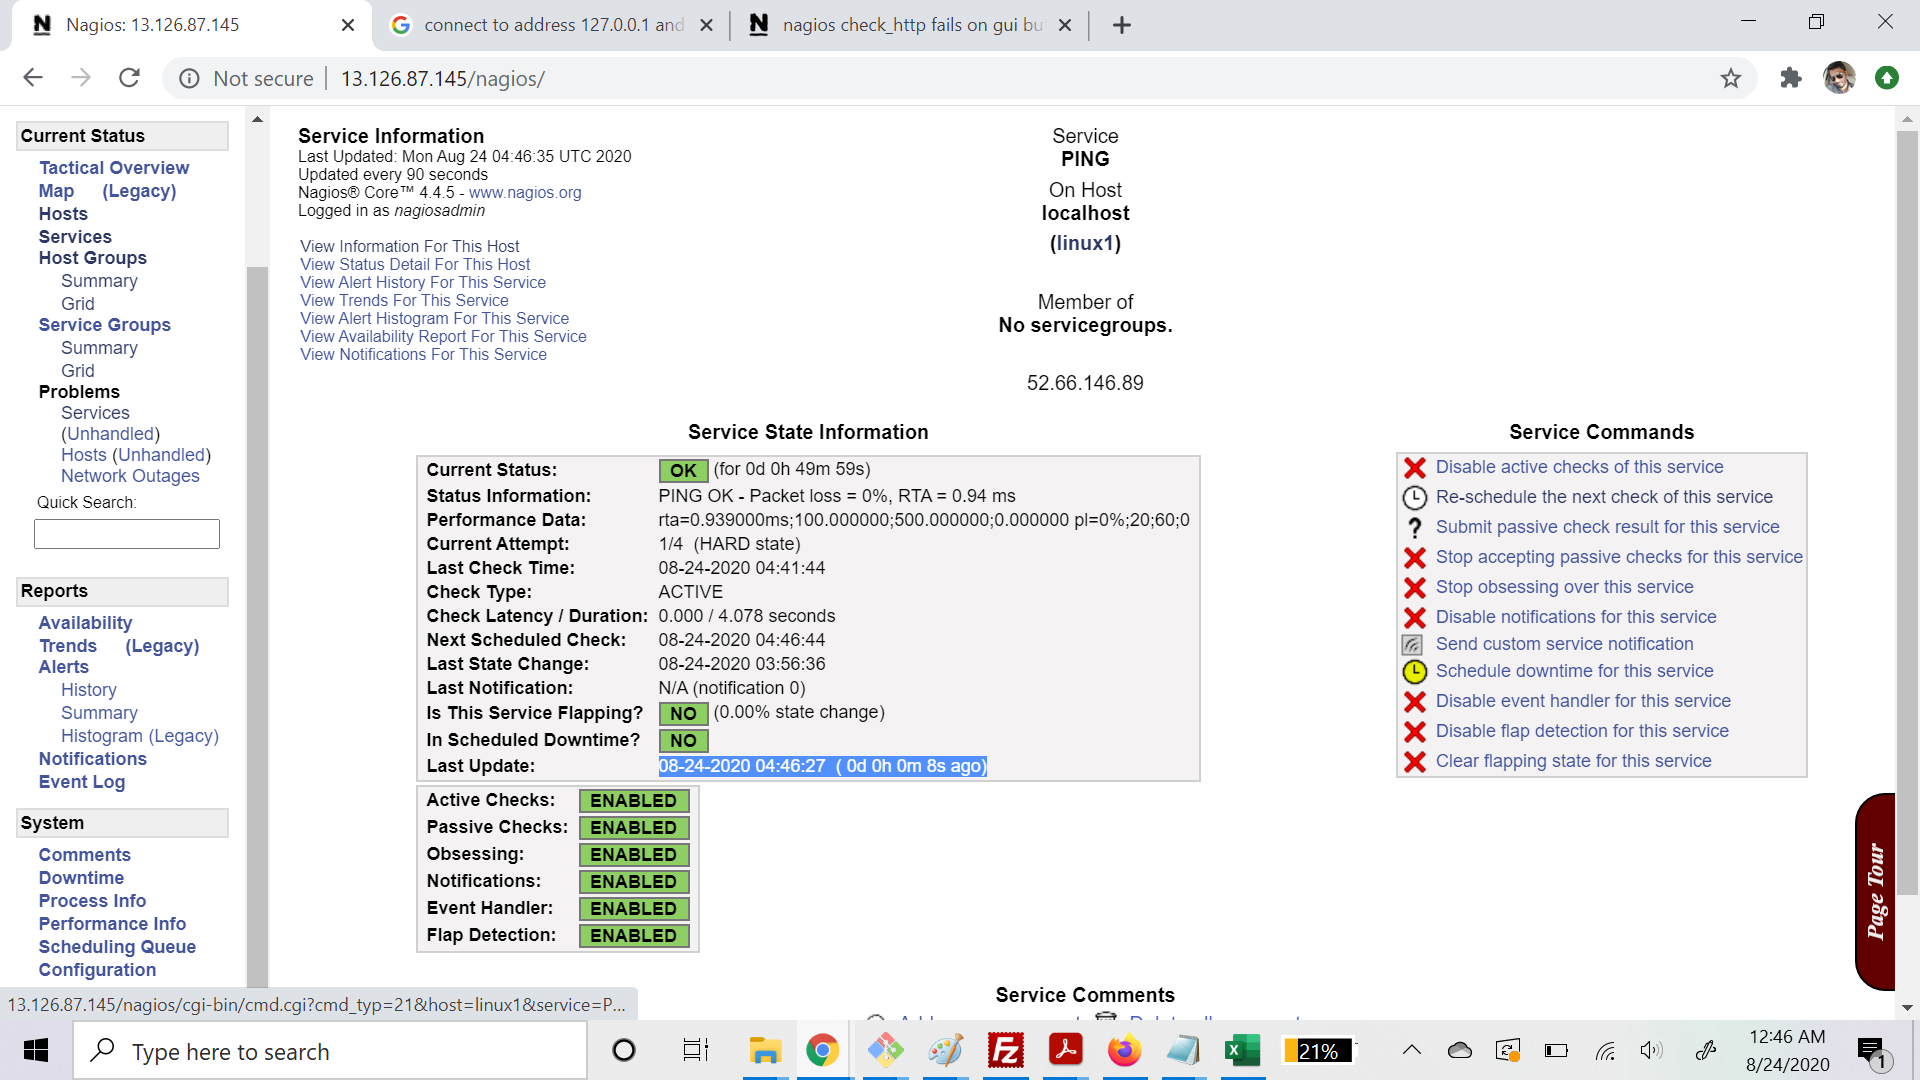 Nagios: 13.126.87.145
connect to address 127.0.0.1 and
nagios check_http fails on gui bu
Not secure
13.126.87.145/nagios/
Current Status
Tactical Overview
Map (Legacy)
Hosts
Services
Host Groups
Summary
Grid
Service Groups
Summary
Grid
Problems
Services
(Unhandled)
Hosts (Unhandled)
Network Outages
Quick Search:
Reports
Availability
Trends (Legacy)
Alerts
History
Summary
Histogram (Legacy)
Notifications
Event Log
System
Comments
Downtime
Process Info
Performance Info
Scheduling Queue
Configuration
Service Information
Last Updated: Mon Aug 24 04:46:35 UTC 2020
Updated every 90 seconds
Nagios® Core™ 4.4.5 - www.nagios.org
Logged in as nagiosadmin
View Information For This Host
View Status Detail For This Host
View Alert History For This Service
View Trends For This Service
View Alert Histogram For This Service
View Availability Report For This Service
View Notifications For This Service
Service
PING
On Host
localhost
(linux1)
Member of
No servicegroups.
52.66.146.89
Service State Information
Current Status: OK (for 0d 0h 49m 59s)
Status Information: PING OK - Packet loss = 0%, RTA = 0.94 ms
Performance Data: rta=0.939000ms;100.000000;500.000000;0.000000 pl=0%;20;60;0
Current Attempt: 1/4 (HARD state)
Last Check Time: 08-24-2020 04:41:44
Check Type: ACTIVE
Check Latency / Duration: 0.000 / 4.078 seconds
Next Scheduled Check: 08-24-2020 04:46:44
Last State Change: 08-24-2020 03:56:36
Last Notification: N/A (notification 0)
Is This Service Flapping? NO (0.00% state change)
In Scheduled Downtime? NO
Last Update: 08-24-2020 04:46:27 ( 0d 0h 0m 8s ago)
Active Checks: ENABLED
Passive Checks: ENABLED
Obsessing: ENABLED
Notifications: ENABLED
Event Handler: ENABLED
Flap Detection: ENABLED
Service Commands
Disable active checks of this service
Re-schedule the next check of this service
Submit passive check result for this service
Stop accepting passive checks for this service
Stop obsessing over this service
Disable notifications for this service
Send custom service notification
Schedule downtime for this service
Disable event handler for this service
Disable flap detection for this service
Clear flapping state for this service
Page Tour
Service Comments
13.126.87.145/nagios/cgi-bin/cmd.cgi?cmd_typ=21&host=linux1&service=P...
Type here to search
21%
12:46 AM
8/24/2020
1